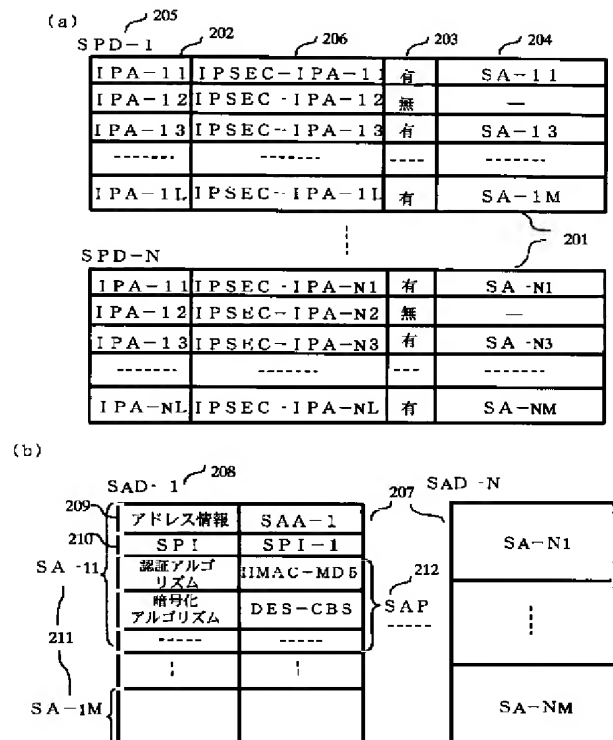 (a)
205
SPD-1
202
206
203
204
IPA-11 IPSEC-IPA-11 有 SA-11
IPA-12 IPSEC-IPA-12 無 —
IPA-13 IPSEC-IPA-13 有 SA-13
------- ------- ---- -------
IPA-1L IPSEC-IPA-1L 有 SA-1M
201
SPD-N
IPA-11 IPSEC-IPA-N1 有 SA-N1
IPA-12 IPSEC-IPA-N2 無 —
IPA-13 IPSEC-IPA-N3 有 SA-N3
------- ------- --- -------
IPA-NL IPSEC-IPA-NL 有 SA-NM
(b)
SAD-1
208
SAD-N
209
207
アドレス情報 SAA-1
210
SPI SPI-1
SA-N1
SA-11
認証アルゴ
リズム
HMAC-MD5
212
暗号化
アルゴリズム
DES-CBS
SAP
----- ----- -----
211
SA-1M
SA-NM